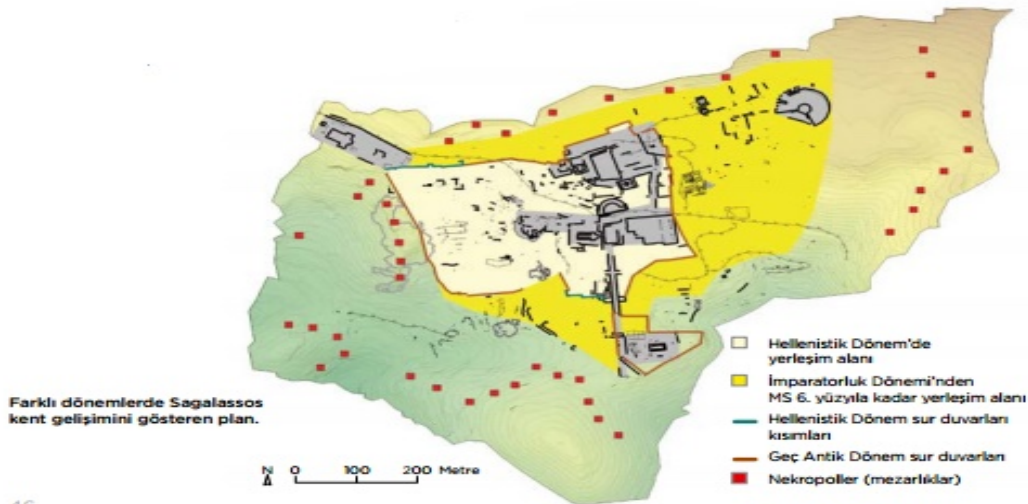 Hellenistik Dönem'de
yerleşim alanı
İmparatorluk Dönemi'nden
MS 6. yüzyıla kadar yerleşim alanı
Hellenistik Dönem sur duvarları
kısımları
Geç Antik Dönem sur duvarları
Nekropoller (mezarlıklar)
Farklı dönemlerde Sagalassos
kent gelişimini gösteren plan.
N 0 100 200 Metre